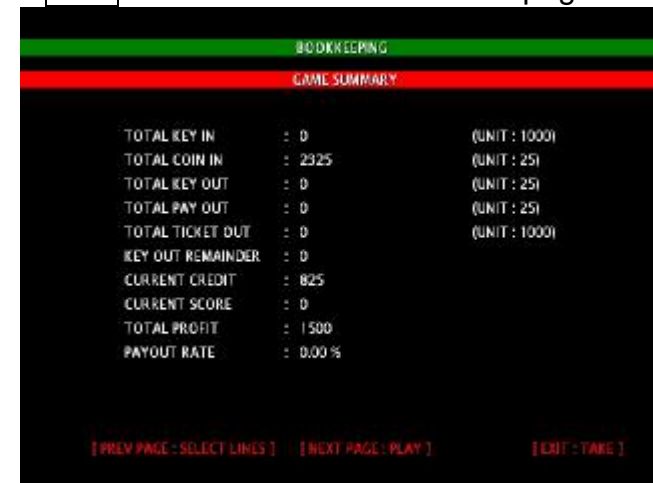 BOOKKEEPING
GAME SUMMARY
TOTAL KEY IN : 0 (UNIT : 1000)
TOTAL COIN IN : 2325 (UNIT : 25)
TOTAL KEY OUT : 0 (UNIT : 25)
TOTAL PAY OUT : 0 (UNIT : 25)
TOTAL TICKET OUT : 0 (UNIT : 1000)
KEY OUT REMAINDER : 0
CURRENT CREDIT : 825
CURRENT SCORE : 0
TOTAL PROFIT : 1500
PAYOUT RATE : 0.00 %
[ PREV PAGE : SELECT LINES ] [ NEXT PAGE : PLAY ] [ EXIT : TAKE ]